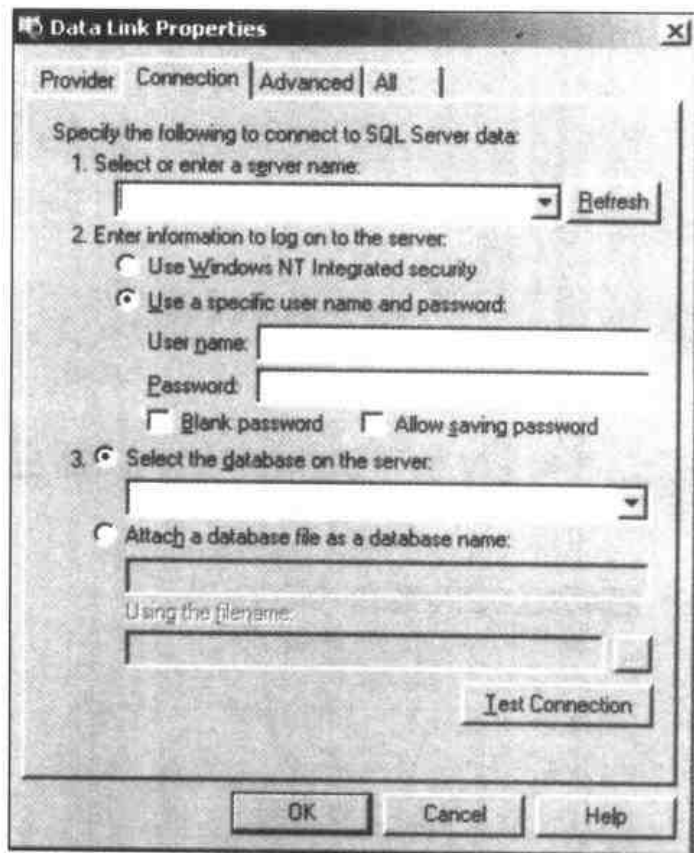 Data Link Properties
Provider Connection Advanced All
Specify the following to connect to SQL Server data:
1. Select or enter a server name:
Refresh
2. Enter information to log on to the server:
Use Windows NT Integrated security
Use a specific user name and password:
User name:
Password:
Blank password Allow saving password
3. Select the database on the server:
Attach a database file as a database name:
Using the filename:
...
Test Connection
OK Cancel Help